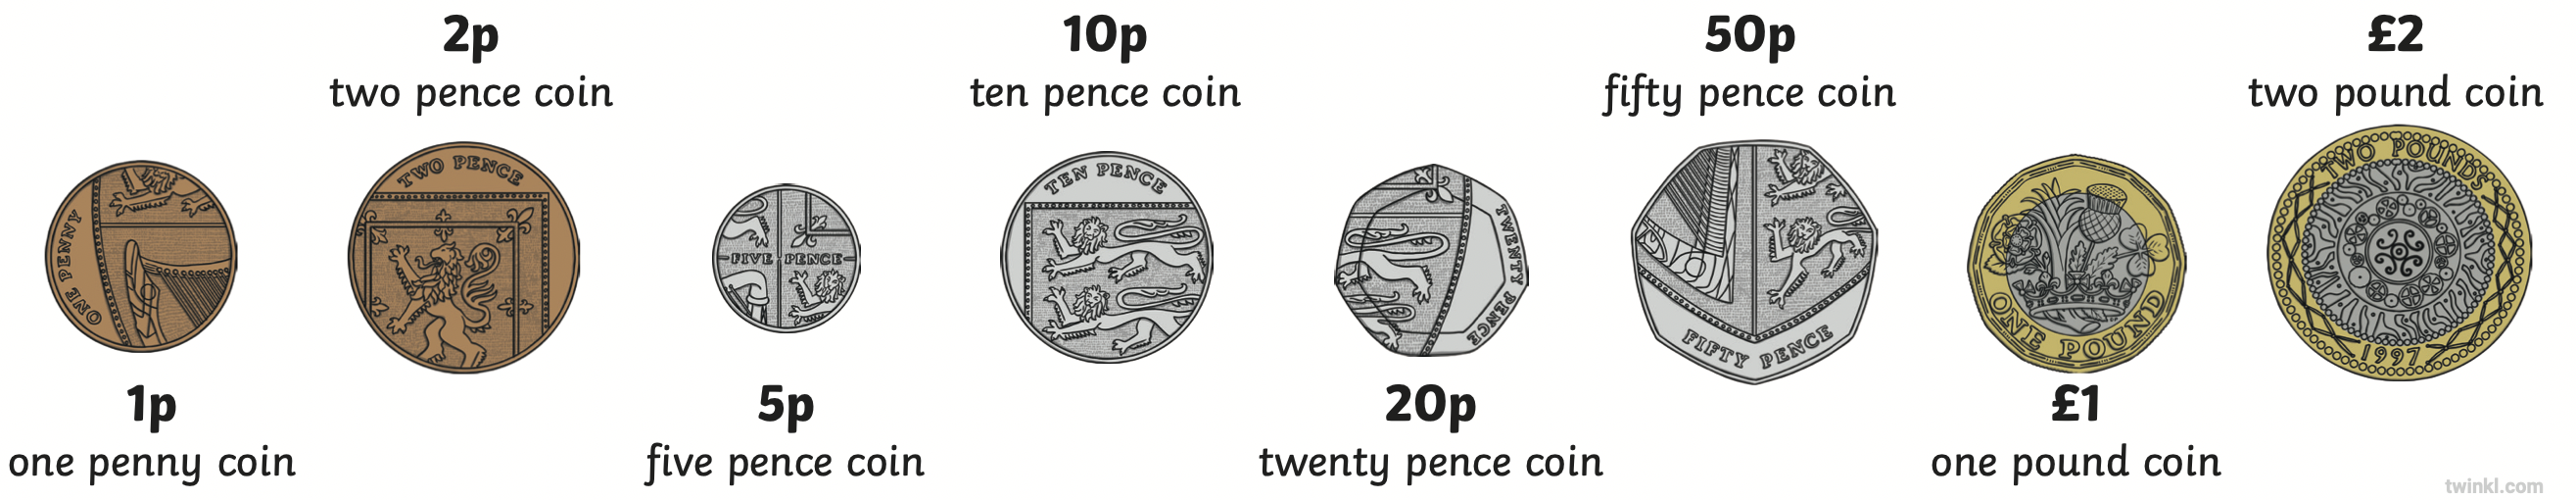 1p
one penny coin
ONE PENNY
2p
two pence coin
TWO PENCE
5p
five pence coin
FIVE PENCE
10p
ten pence coin
TEN PENCE
20p
twenty pence coin
TWENTY PENCE
50p
fifty pence coin
FIFTY PENCE
£1
one pound coin
ONE POUND
£2
two pound coin
TWO POUNDS
1997
twinkl.com